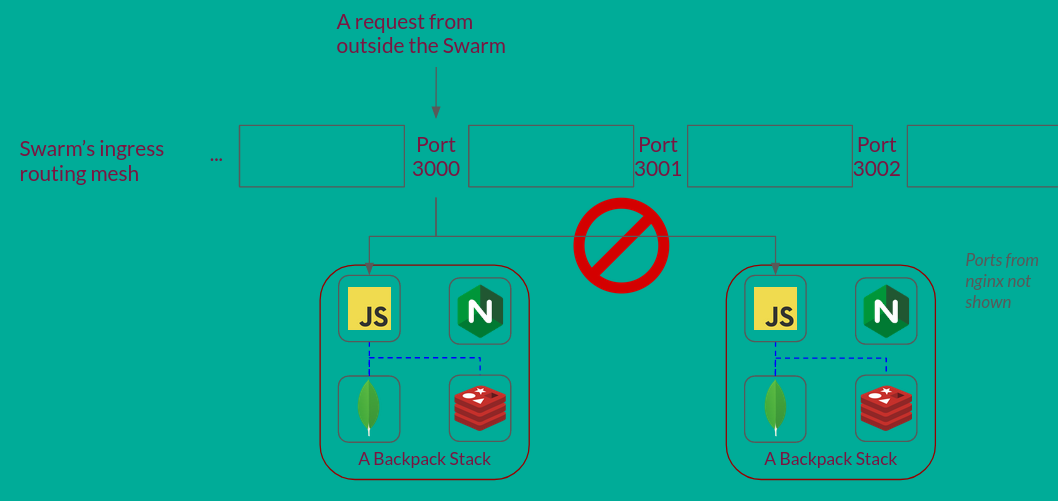 A request from
outside the Swarm
Swarm's ingress
routing mesh
...
Port
3000
Port
3001
Port
3002
Ports from
nginx not
shown
JS
N
JS
N
A Backpack Stack
A Backpack Stack